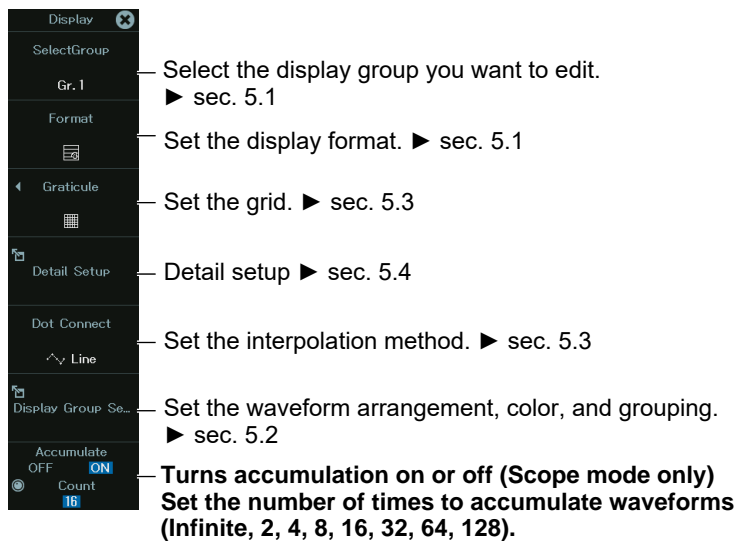 Display
SelectGroup
Gr. 1
Select the display group you want to edit.
► sec. 5.1
Format
Set the display format. ► sec. 5.1
Graticule
Set the grid. ► sec. 5.3
Detail Setup
Detail setup ► sec. 5.4
Dot Connect
Line
Set the interpolation method. ► sec. 5.3
Display Group Se...
Set the waveform arrangement, color, and grouping.
► sec. 5.2
Accumulate
OFF ON
Count
16
Turns accumulation on or off (Scope mode only)
Set the number of times to accumulate waveforms
(Infinite, 2, 4, 8, 16, 32, 64, 128).